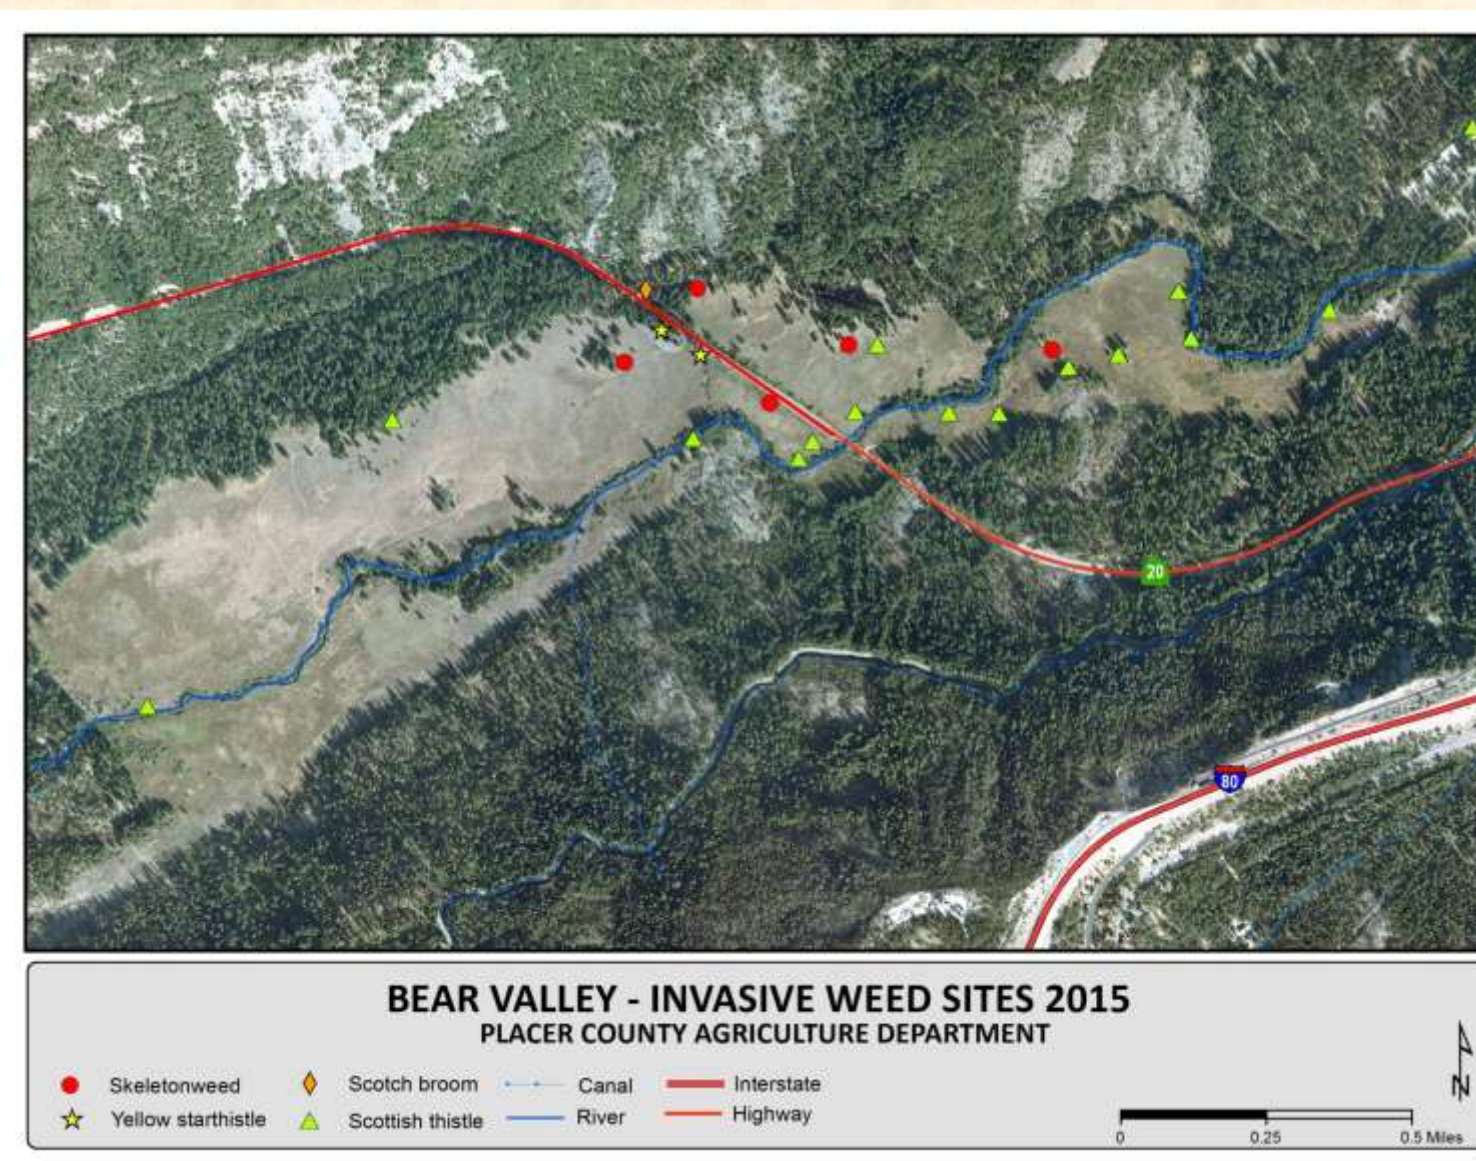 20
80
BEAR VALLEY - INVASIVE WEED SITES 2015
PLACER COUNTY AGRICULTURE DEPARTMENT
Skeletonweed
Scotch broom
Canal
Interstate
Yellow starthistle
Scottish thistle
River
Highway
N
0
0.25
0.5 Miles